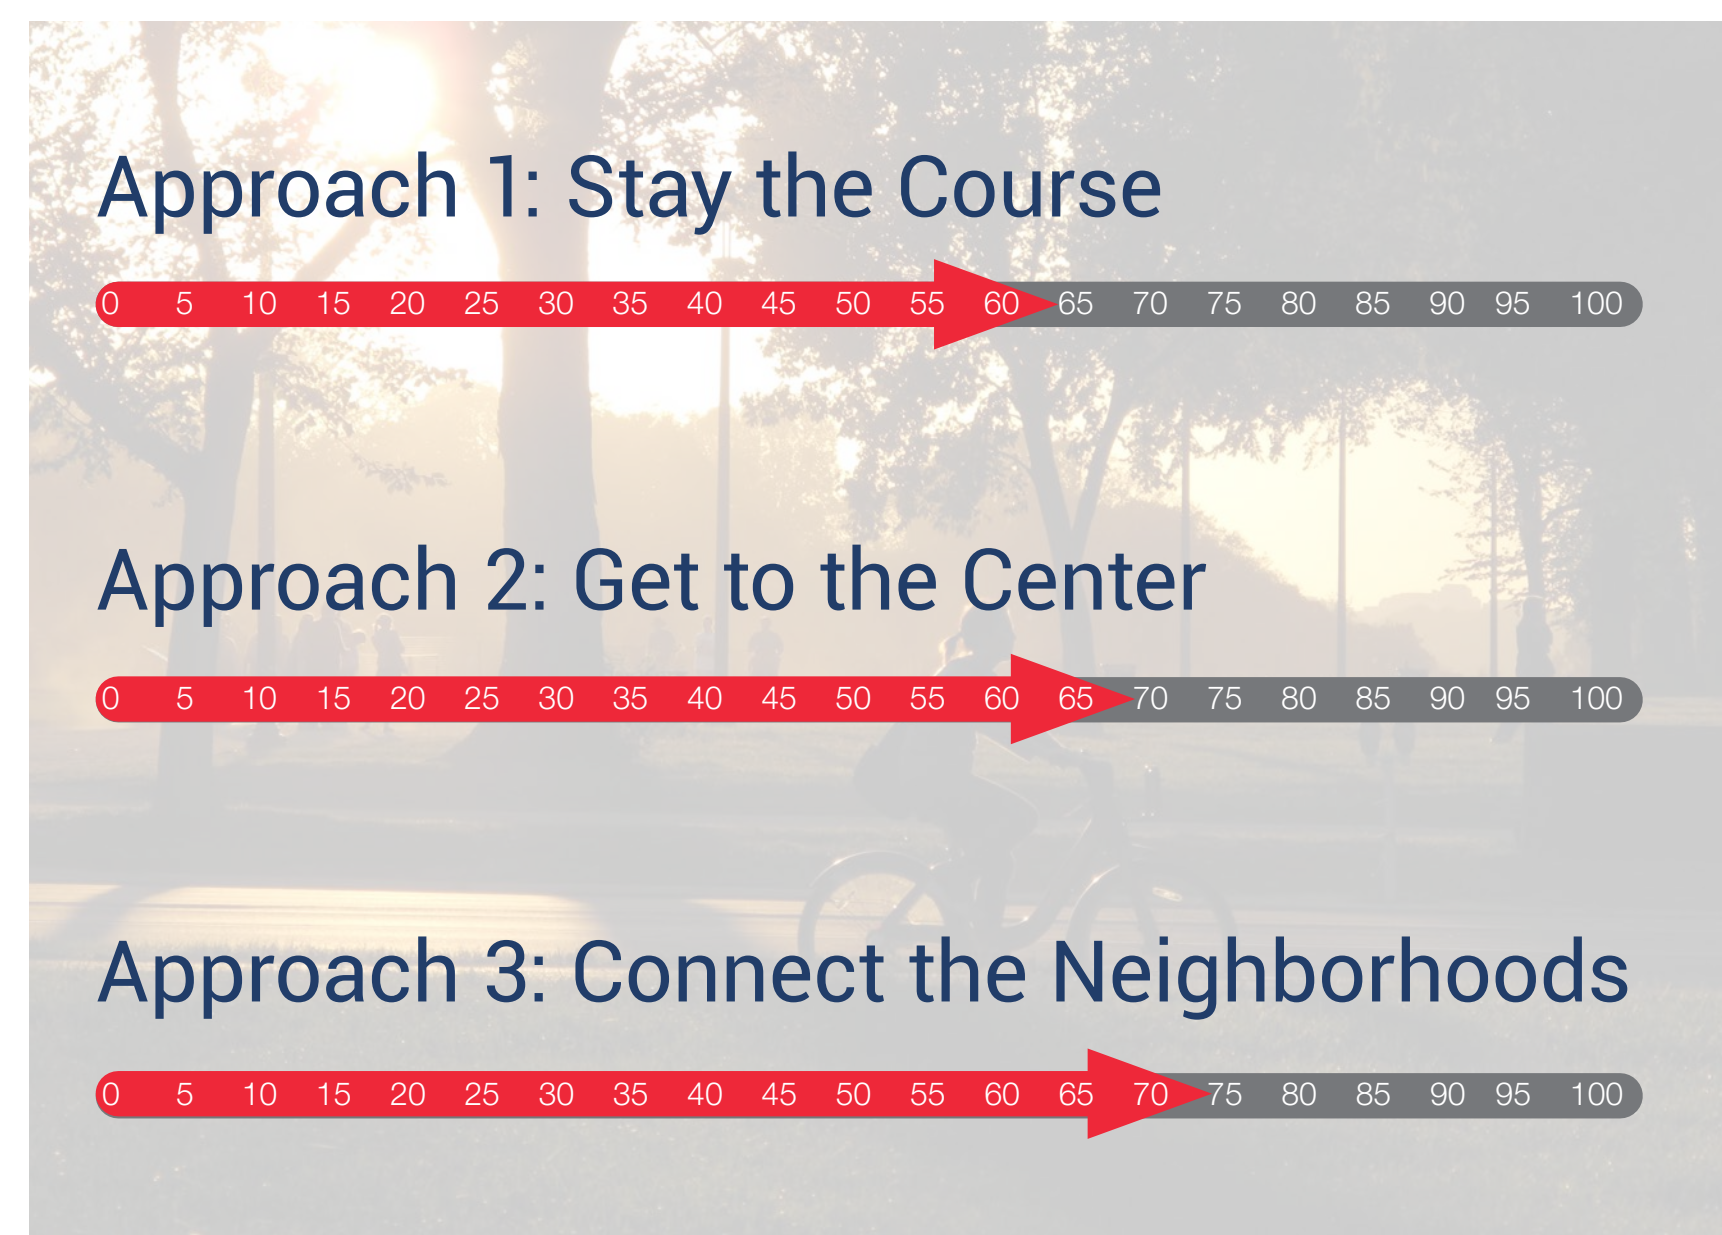 Approach 1: Stay the Course
0 5 10 15 20 25 30 35 40 45 50 55 60 65 70 75 80 85 90 95 100
Approach 2: Get to the Center
0 5 10 15 20 25 30 35 40 45 50 55 60 65 70 75 80 85 90 95 100
Approach 3: Connect the Neighborhoods
0 5 10 15 20 25 30 35 40 45 50 55 60 65 70 75 80 85 90 95 100